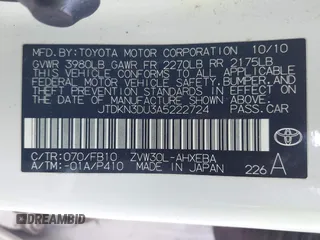 MFD.BY:TOYOTA MOTOR CORPORATION 10/10
GVWR 3980LB GAWR FR 2270LB RR 2175LB
THIS VEHICLE CONFORMS TO ALL APPLICABLE
FEDERAL MOTOR VEHICLE SAFETY, BUMPER, AND
THEFT PREVENTION STANDARDS IN EFFECT ON
THE DATE OF MANUFACTURE SHOWN ABOVE.
JTDKN3DU3A5222724 PASS.CAR
TOYOTA
C/TR:070/FB10 ZVW30L-AHXEBA
A/TM:-01A/P410 MADE IN JAPAN 226 A
DREAMBID